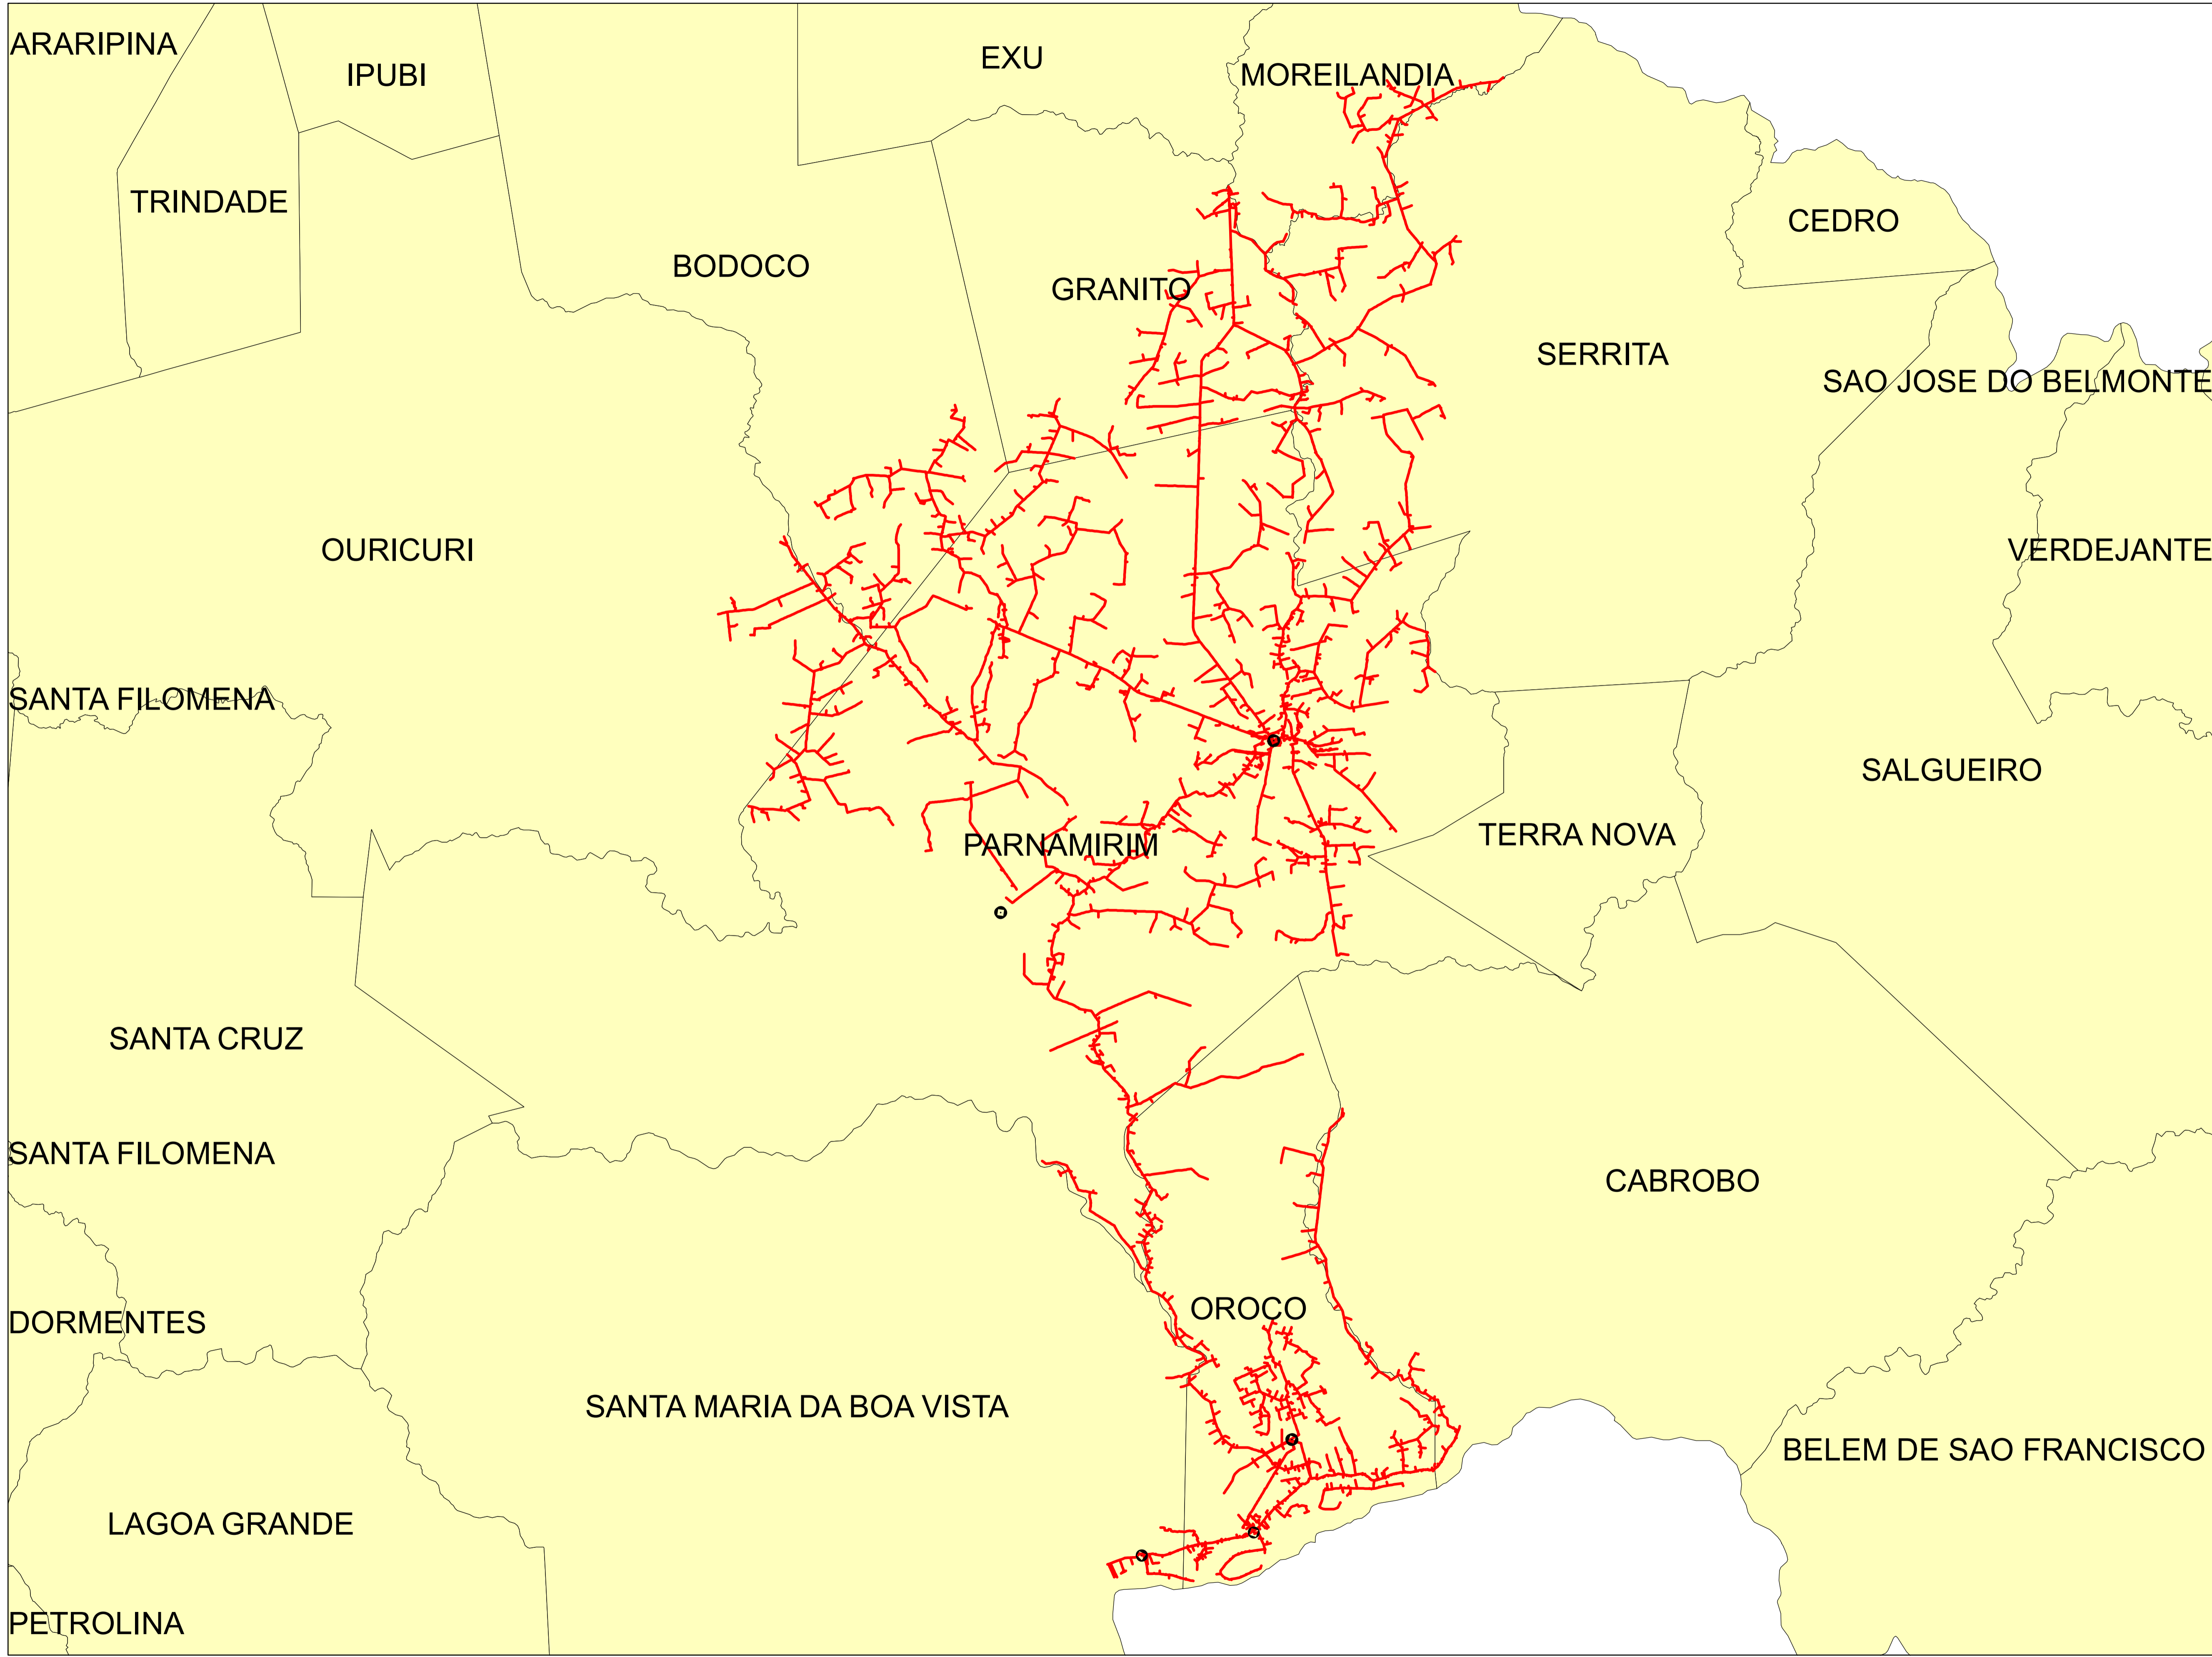 ARARIPINA
EXU
IPUBI
MOREILANDIA
TRINDADE
CEDRO
BODOCO
GRANITO
SERRITA
SAO JOSE DO BELMONTE
OURICURI
VERDEJANTE
SANTA FILOMENA
SALGUEIRO
TERRA NOVA
PARNAMIRIM
SANTA CRUZ
SANTA FILOMENA
CABROBO
OROCO
DORMENTES
SANTA MARIA DA BOA VISTA
BELEM DE SAO FRANCISCO
LAGOA GRANDE
PETROLINA